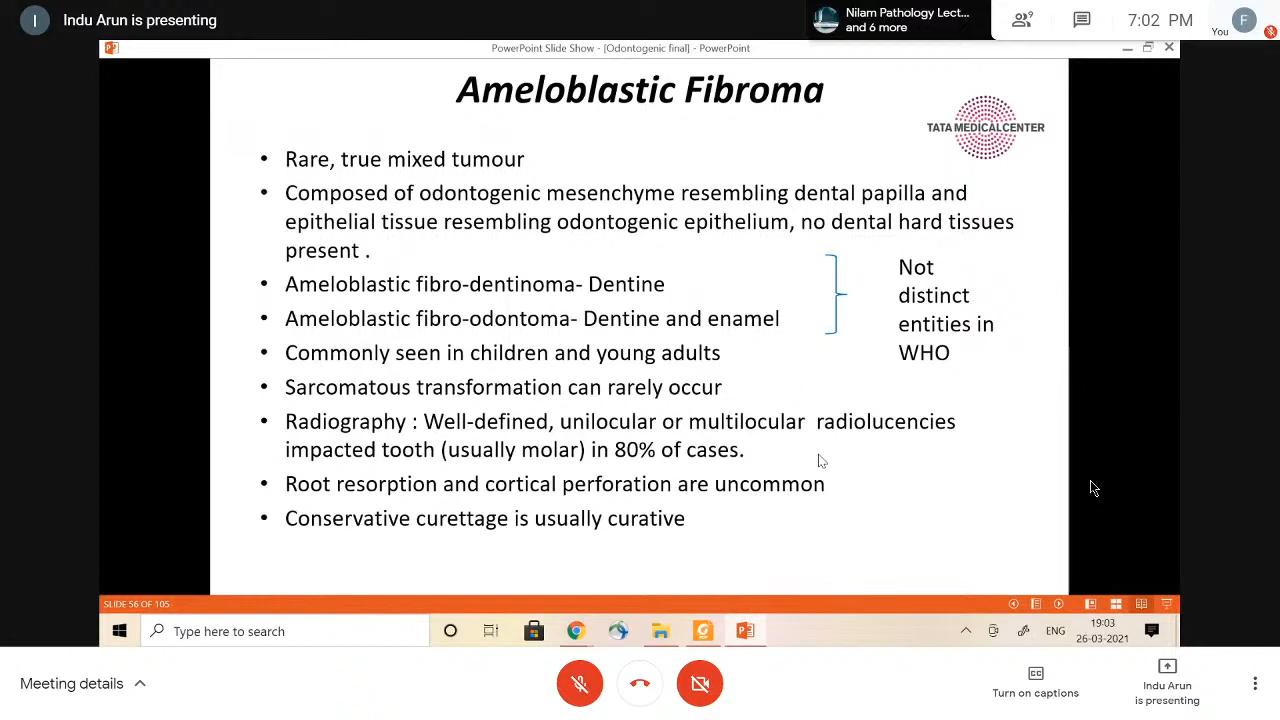 I Indu Arun is presenting
Nilam Pathology Lect...
and 6 more
9
7:02 PM
You
F
PowerPoint Slide Show - [Odontogenic final] - PowerPoint
Ameloblastic Fibroma
TATA MEDICAL CENTER
• Rare, true mixed tumour
• Composed of odontogenic mesenchyme resembling dental papilla and
epithelial tissue resembling odontogenic epithelium, no dental hard tissues
present .
• Ameloblastic fibro-dentinoma- Dentine
• Ameloblastic fibro-odontoma- Dentine and enamel
Not
distinct
entities in
WHO
• Commonly seen in children and young adults
• Sarcomatous transformation can rarely occur
• Radiography : Well-defined, unilocular or multilocular radiolucencies
impacted tooth (usually molar) in 80% of cases.
• Root resorption and cortical perforation are uncommon
• Conservative curettage is usually curative
SLIDE 56 OF 105
Type here to search
ENG
19:03
26-03-2021
Meeting details
CC
Turn on captions
Indu Arun
is presenting